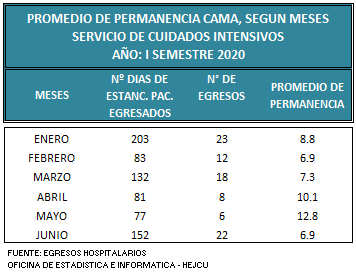 PROMEDIO DE PERMANENCIA CAMA, SEGUN MESES
SERVICIO DE CUIDADOS INTENSIVOS
AÑO: I SEMESTRE 2020
MESES Nº DIAS DE ESTANC. PAC. EGRESADOS N° DE EGRESOS PROMEDIO DE PERMANENCIA
ENERO 203 23 8.8
FEBRERO 83 12 6.9
MARZO 132 18 7.3
ABRIL 81 8 10.1
MAYO 77 6 12.8
JUNIO 152 22 6.9
FUENTE: EGRESOS HOSPITALARIOS
OFICINA DE ESTADISTICA E INFORMATICA - HEJCU